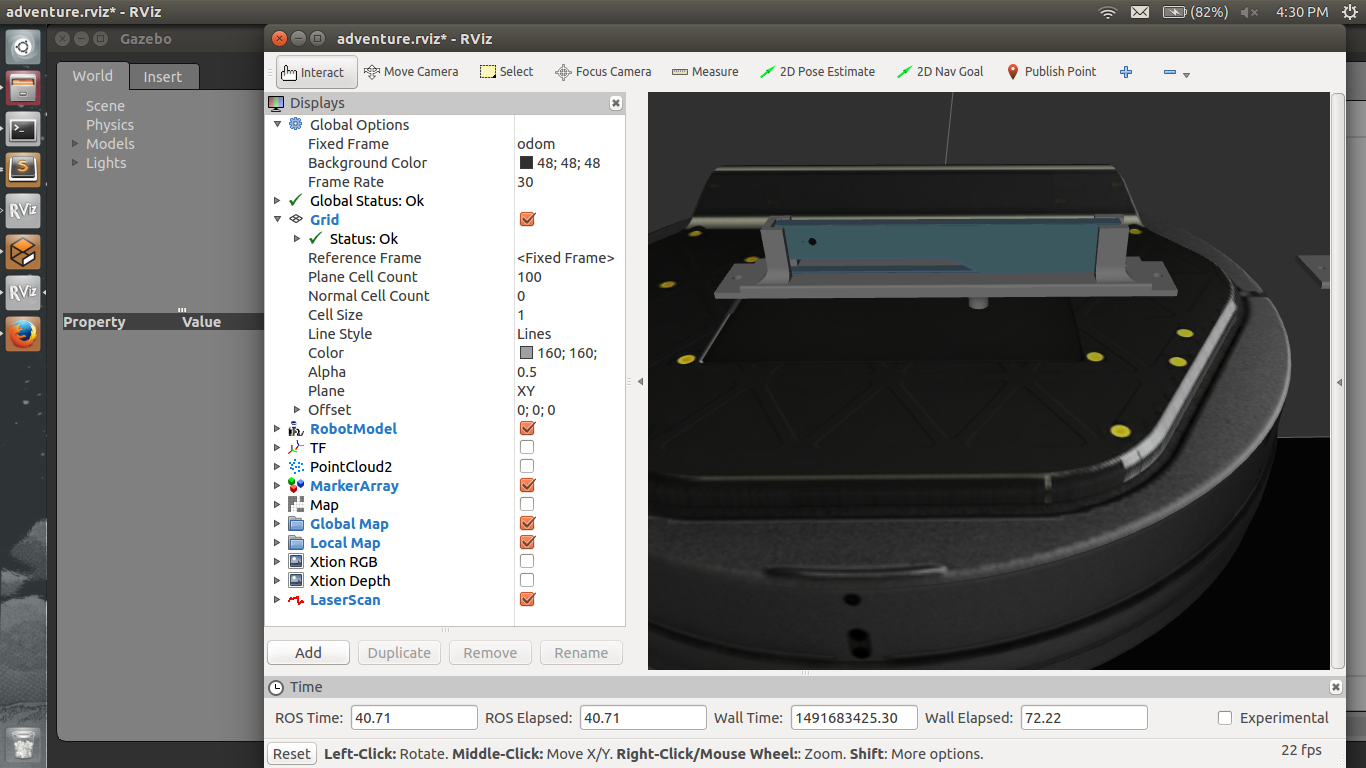 adventure.rviz* - RViz
(82%)
4:30 PM
Gazebo
World Insert
Scene
Physics
Models
Lights
Property Value
RViz
RViz
adventure.rviz* - RViz
Interact Move Camera Select Focus Camera Measure 2D Pose Estimate 2D Nav Goal Publish Point
Displays
Global Options
Fixed Frame odom
Background Color 48; 48; 48
Frame Rate 30
Global Status: Ok
Grid
Status: Ok
Reference Frame <Fixed Frame>
Plane Cell Count 100
Normal Cell Count 0
Cell Size 1
Line Style Lines
Color 160; 160;
Alpha 0.5
Plane XY
Offset 0; 0; 0
RobotModel
TF
PointCloud2
MarkerArray
Map
Global Map
Local Map
Xtion RGB
Xtion Depth
LaserScan
Add Duplicate Remove Rename
Time
ROS Time: 40.71 ROS Elapsed: 40.71 Wall Time: 1491683425.30 Wall Elapsed: 72.22 Experimental
Reset Left-Click: Rotate. Middle-Click: Move X/Y. Right-Click/Mouse Wheel:: Zoom. Shift: More options. 22 fps